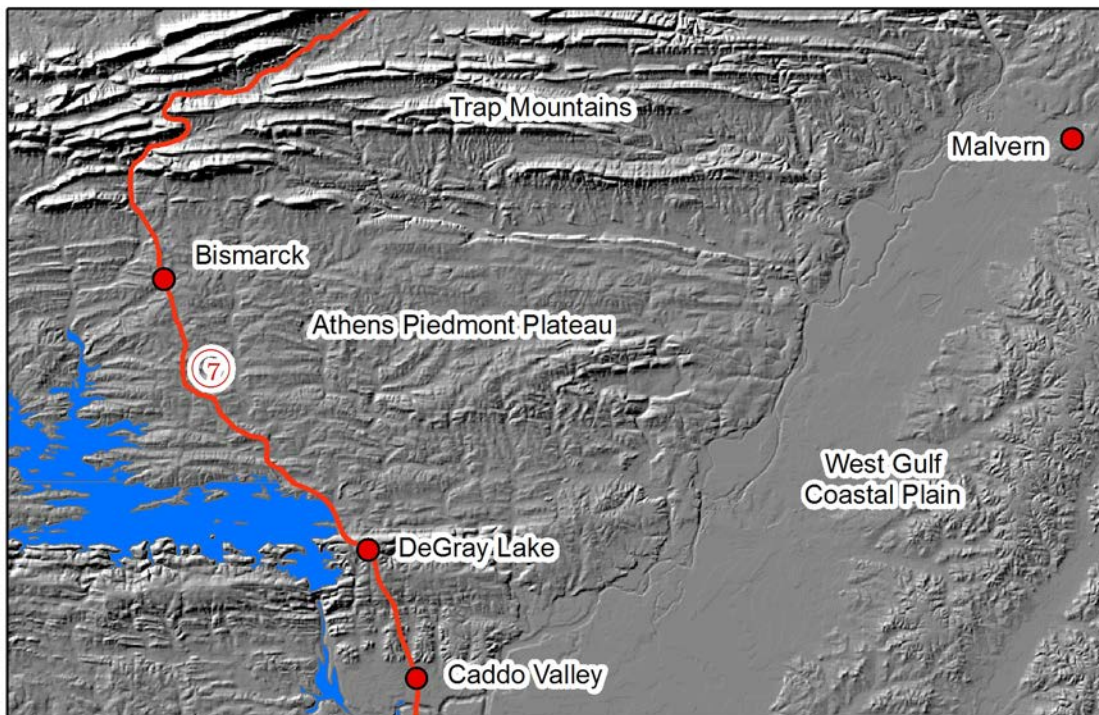 Trap Mountains
Malvern
Bismarck
Athens Piedmont Plateau
7
West Gulf
Coastal Plain
DeGray Lake
Caddo Valley